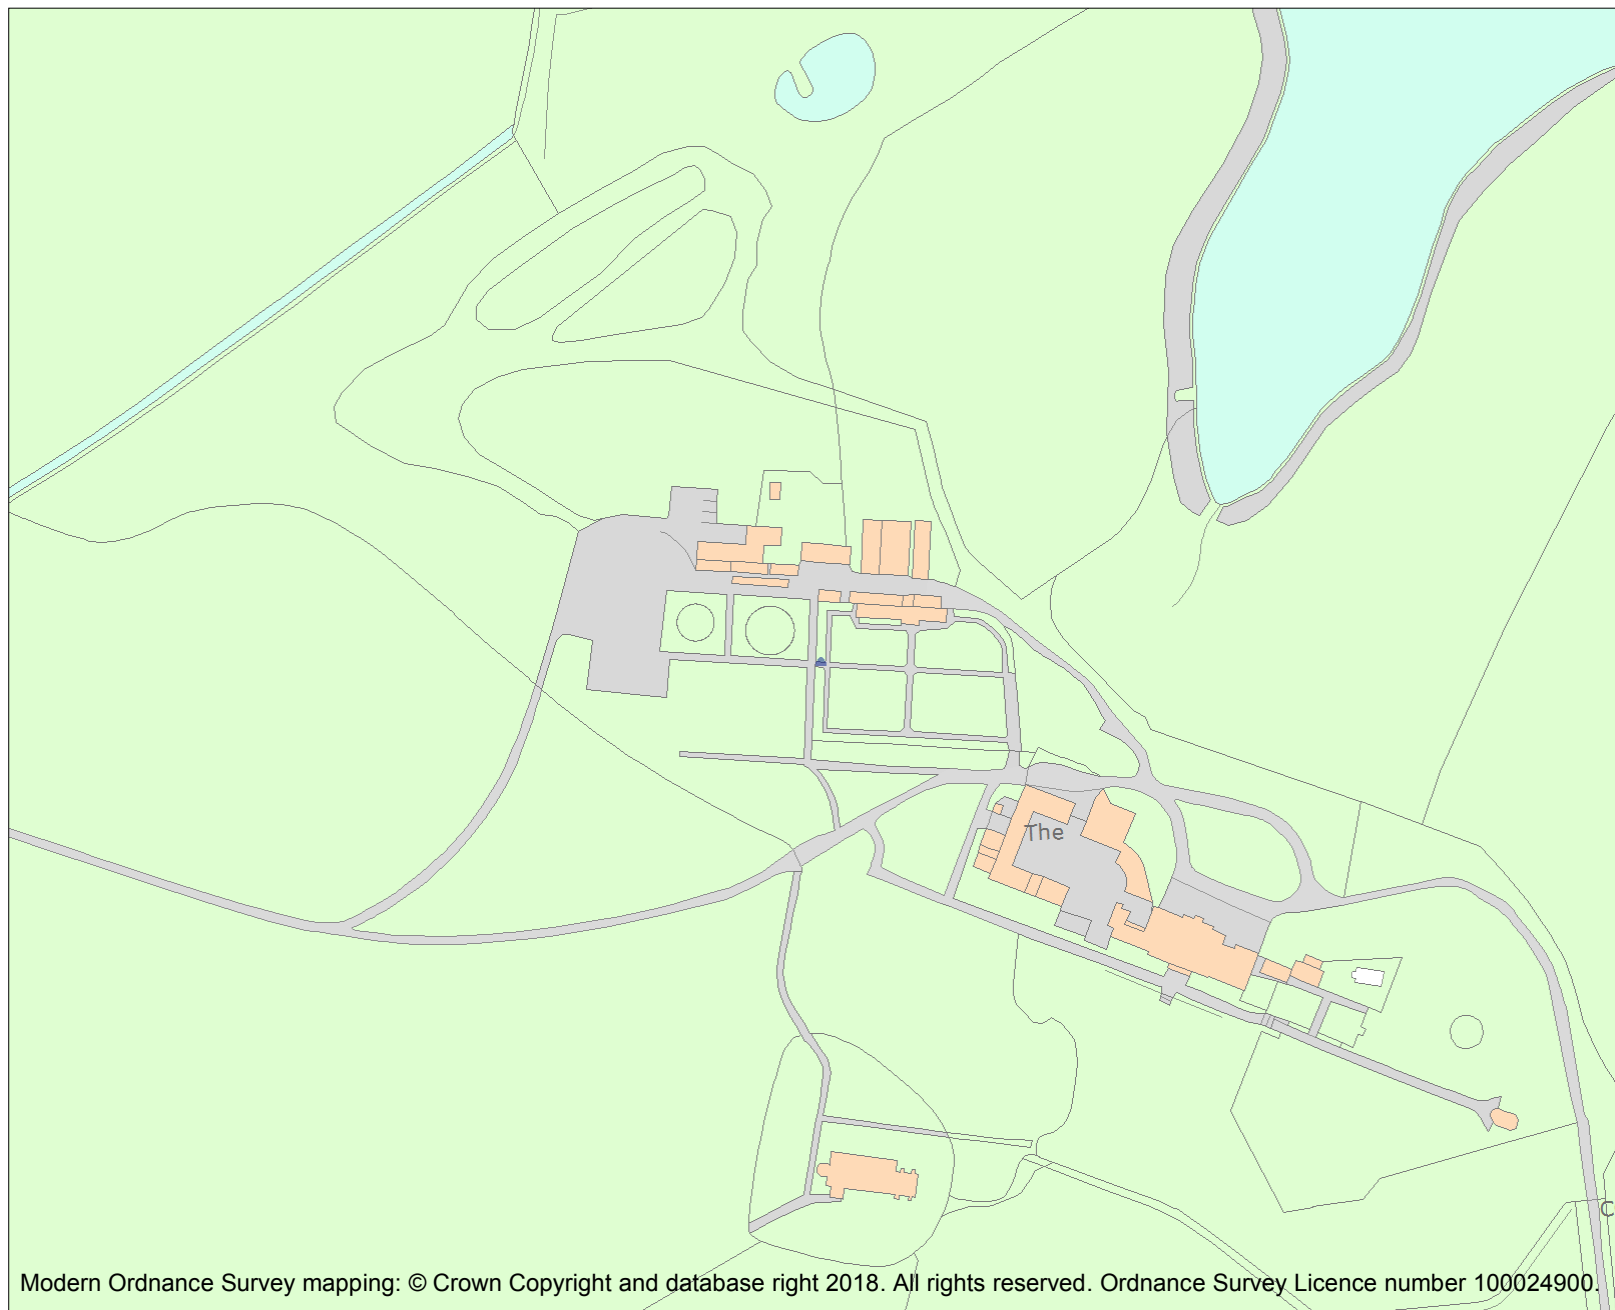 The
C
Modern Ordnance Survey mapping: © Crown Copyright and database right 2018. All rights reserved. Ordnance Survey Licence number 100024900.